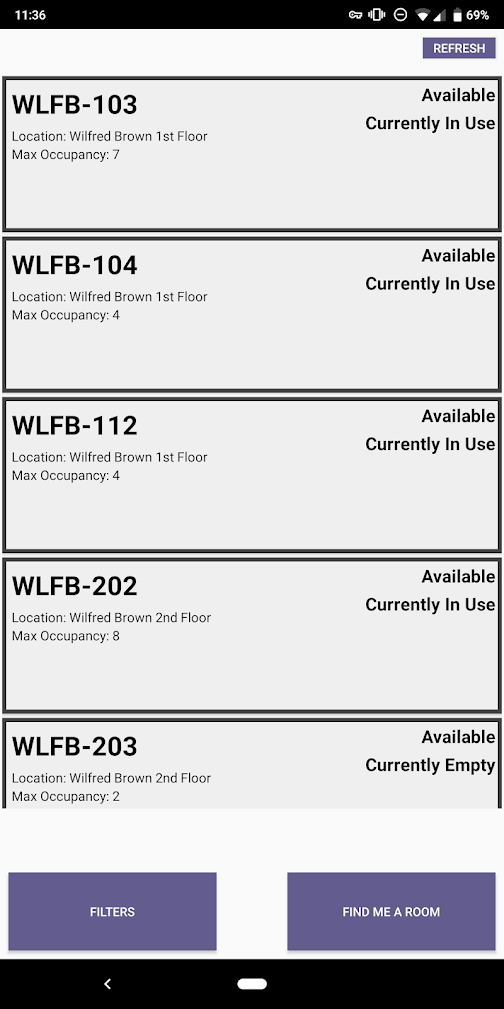 11:36
69%
REFRESH
WLFB-103
Available
Currently In Use
Location: Wilfred Brown 1st Floor
Max Occupancy: 7
WLFB-104
Available
Currently In Use
Location: Wilfred Brown 1st Floor
Max Occupancy: 4
WLFB-112
Available
Currently In Use
Location: Wilfred Brown 1st Floor
Max Occupancy: 4
WLFB-202
Available
Currently In Use
Location: Wilfred Brown 2nd Floor
Max Occupancy: 8
WLFB-203
Available
Currently Empty
Location: Wilfred Brown 2nd Floor
Max Occupancy: 2
FILTERS
FIND ME A ROOM